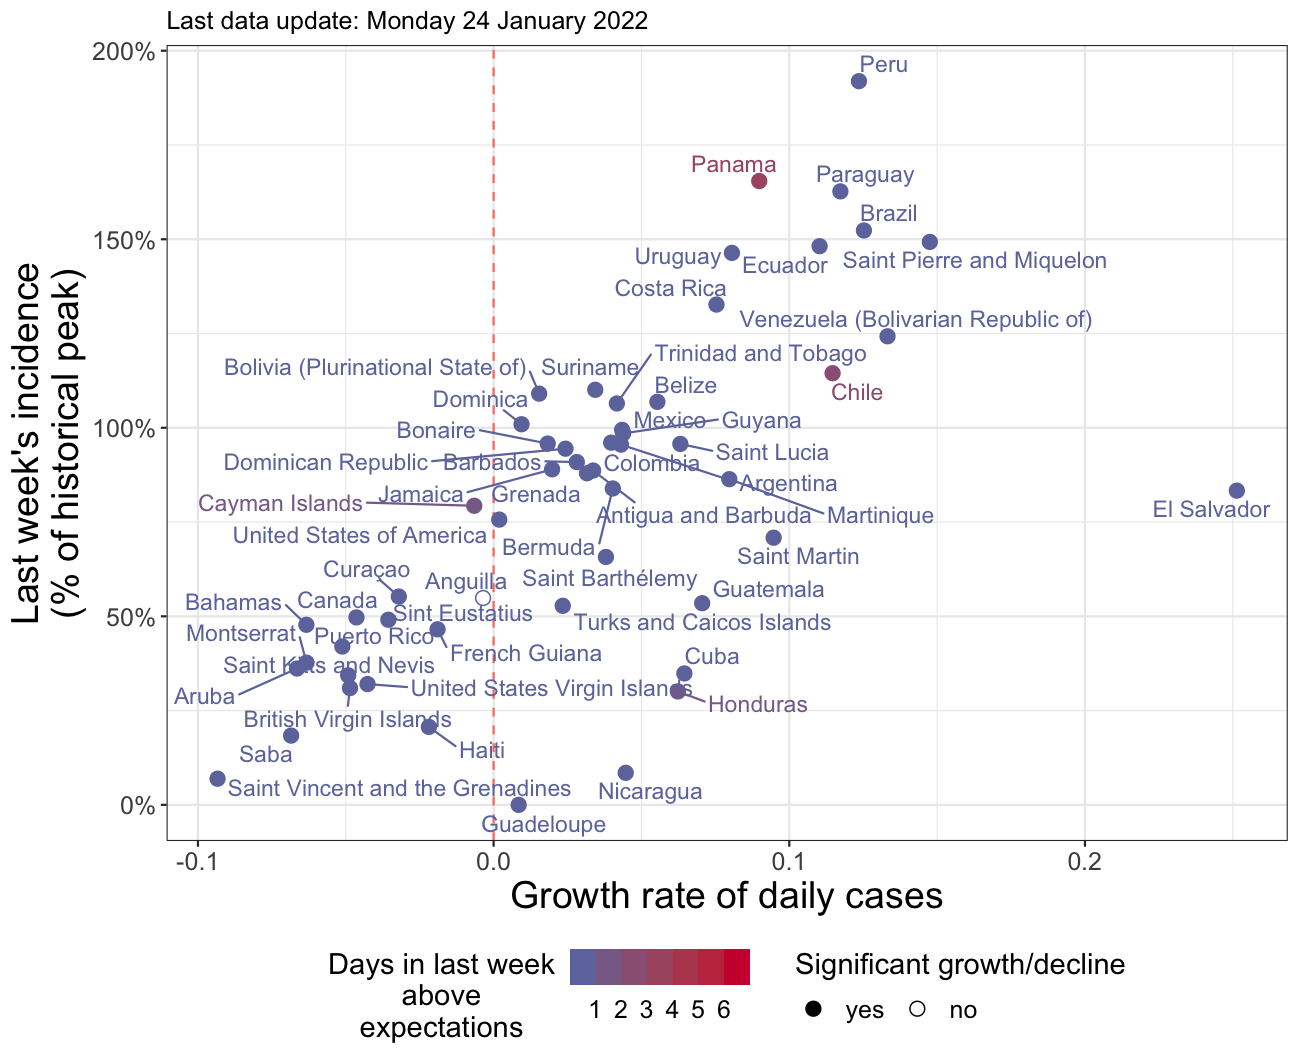 Last data update: Monday 24 January 2022
200%
Peru
Panama
Paraguay
Brazil
150%
Uruguay
Ecuador
Saint Pierre and Miquelon
Costa Rica
Venezuela (Bolivarian Republic of)
Trinidad and Tobago
Bolivia (Plurinational State of)
Suriname
Belize
Chile
Dominica
Mexico
Guyana
100%
Bonaire
Saint Lucia
Dominican Republic
Barbados
Colombia
Argentina
Jamaica
Grenada
Cayman Islands
Antigua and Barbuda
Martinique
El Salvador
United States of America
Bermuda
Saint Martin
Curaçao
Anguilla
Saint Barthélemy
Guatemala
Bahamas
Canada
Sint Eustatius
50%
Turks and Caicos Islands
Montserrat
Puerto Rico
French Guiana
Saint Kitts and Nevis
Cuba
Aruba
United States Virgin Islands
Honduras
British Virgin Islands
Saba
Haiti
Saint Vincent and the Grenadines
Nicaragua
0%
Guadeloupe
Last week's incidence
(% of historical peak)
-0.1
0.0
0.1
0.2
Growth rate of daily cases
Days in last week
above
expectations
1 2 3 4 5 6
Significant growth/decline
yes
no